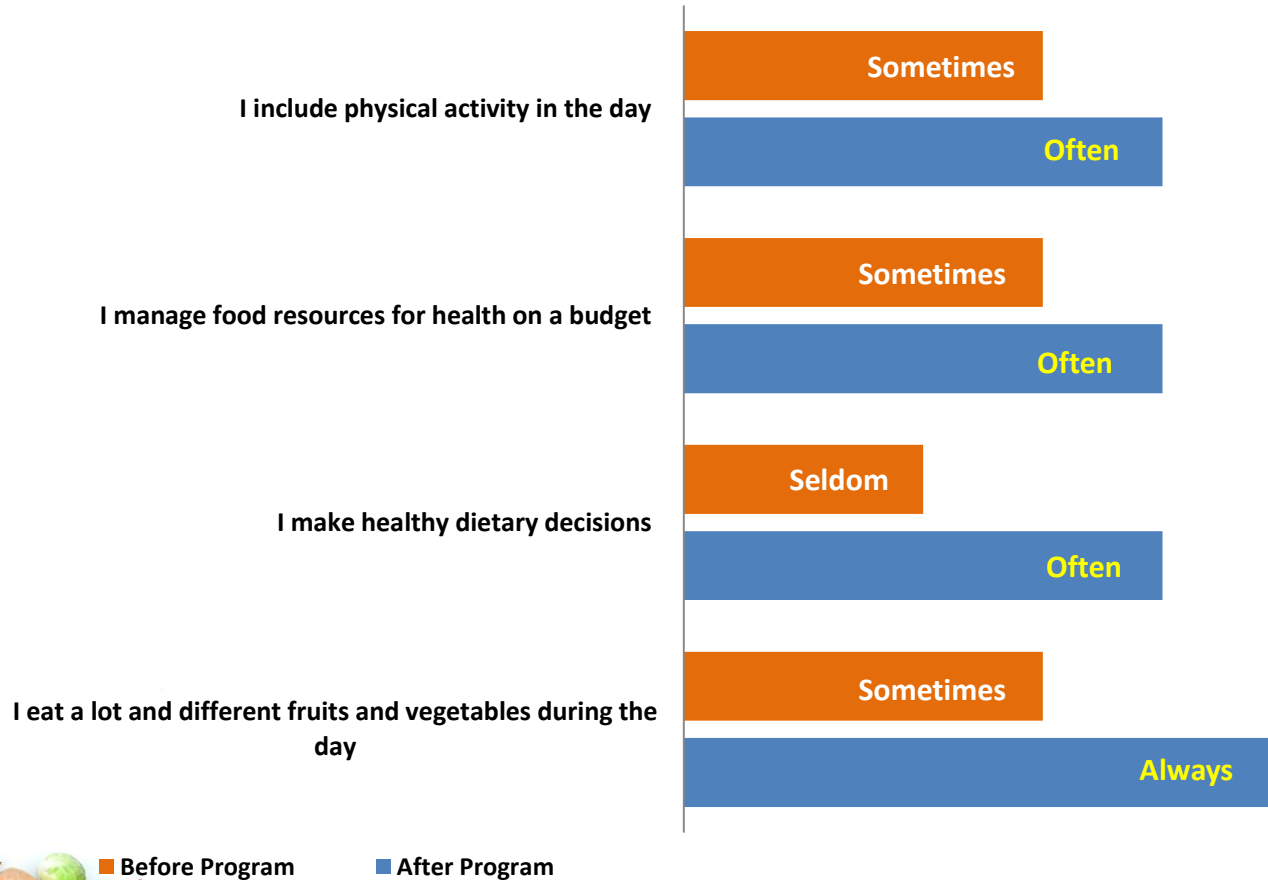 Sometimes
I include physical activity in the day
Often
Sometimes
I manage food resources for health on a budget
Often
Seldom
I make healthy dietary decisions
Often
Sometimes
I eat a lot and different fruits and vegetables during the
day
Always
Before Program
After Program